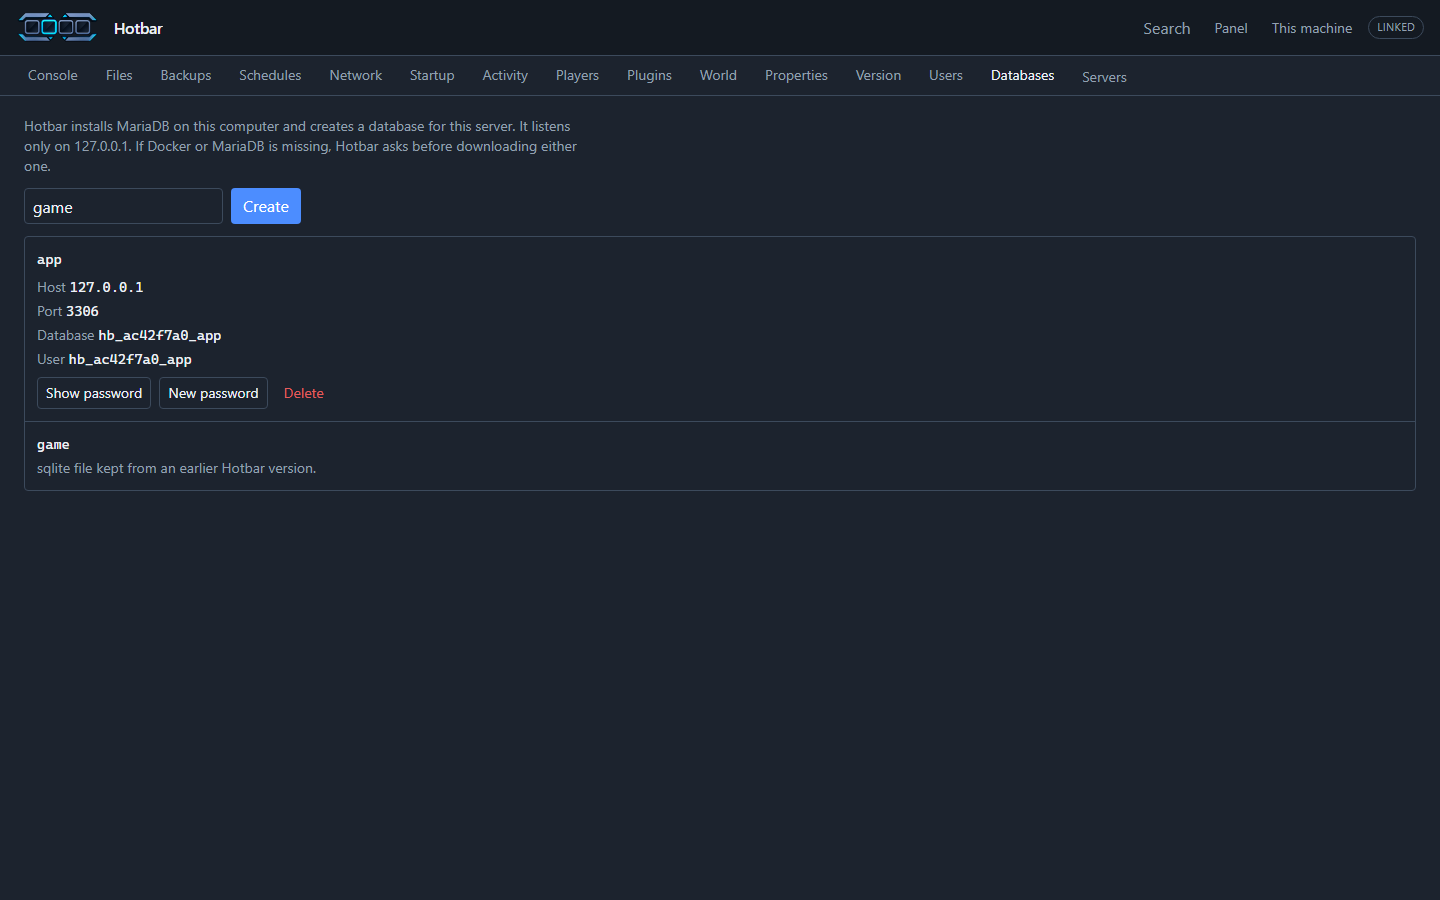 Hotbar
Search Panel This machine LINKED
Console Files Backups Schedules Network Startup Activity Players Plugins World Properties Version Users Databases Servers
Hotbar installs MariaDB on this computer and creates a database for this server. It listens
only on 127.0.0.1. If Docker or MariaDB is missing, Hotbar asks before downloading either
one.
game Create
app
Host 127.0.0.1
Port 3306
Database hb_ac42f7a0_app
User hb_ac42f7a0_app
Show password New password Delete
game
sqlite file kept from an earlier Hotbar version.